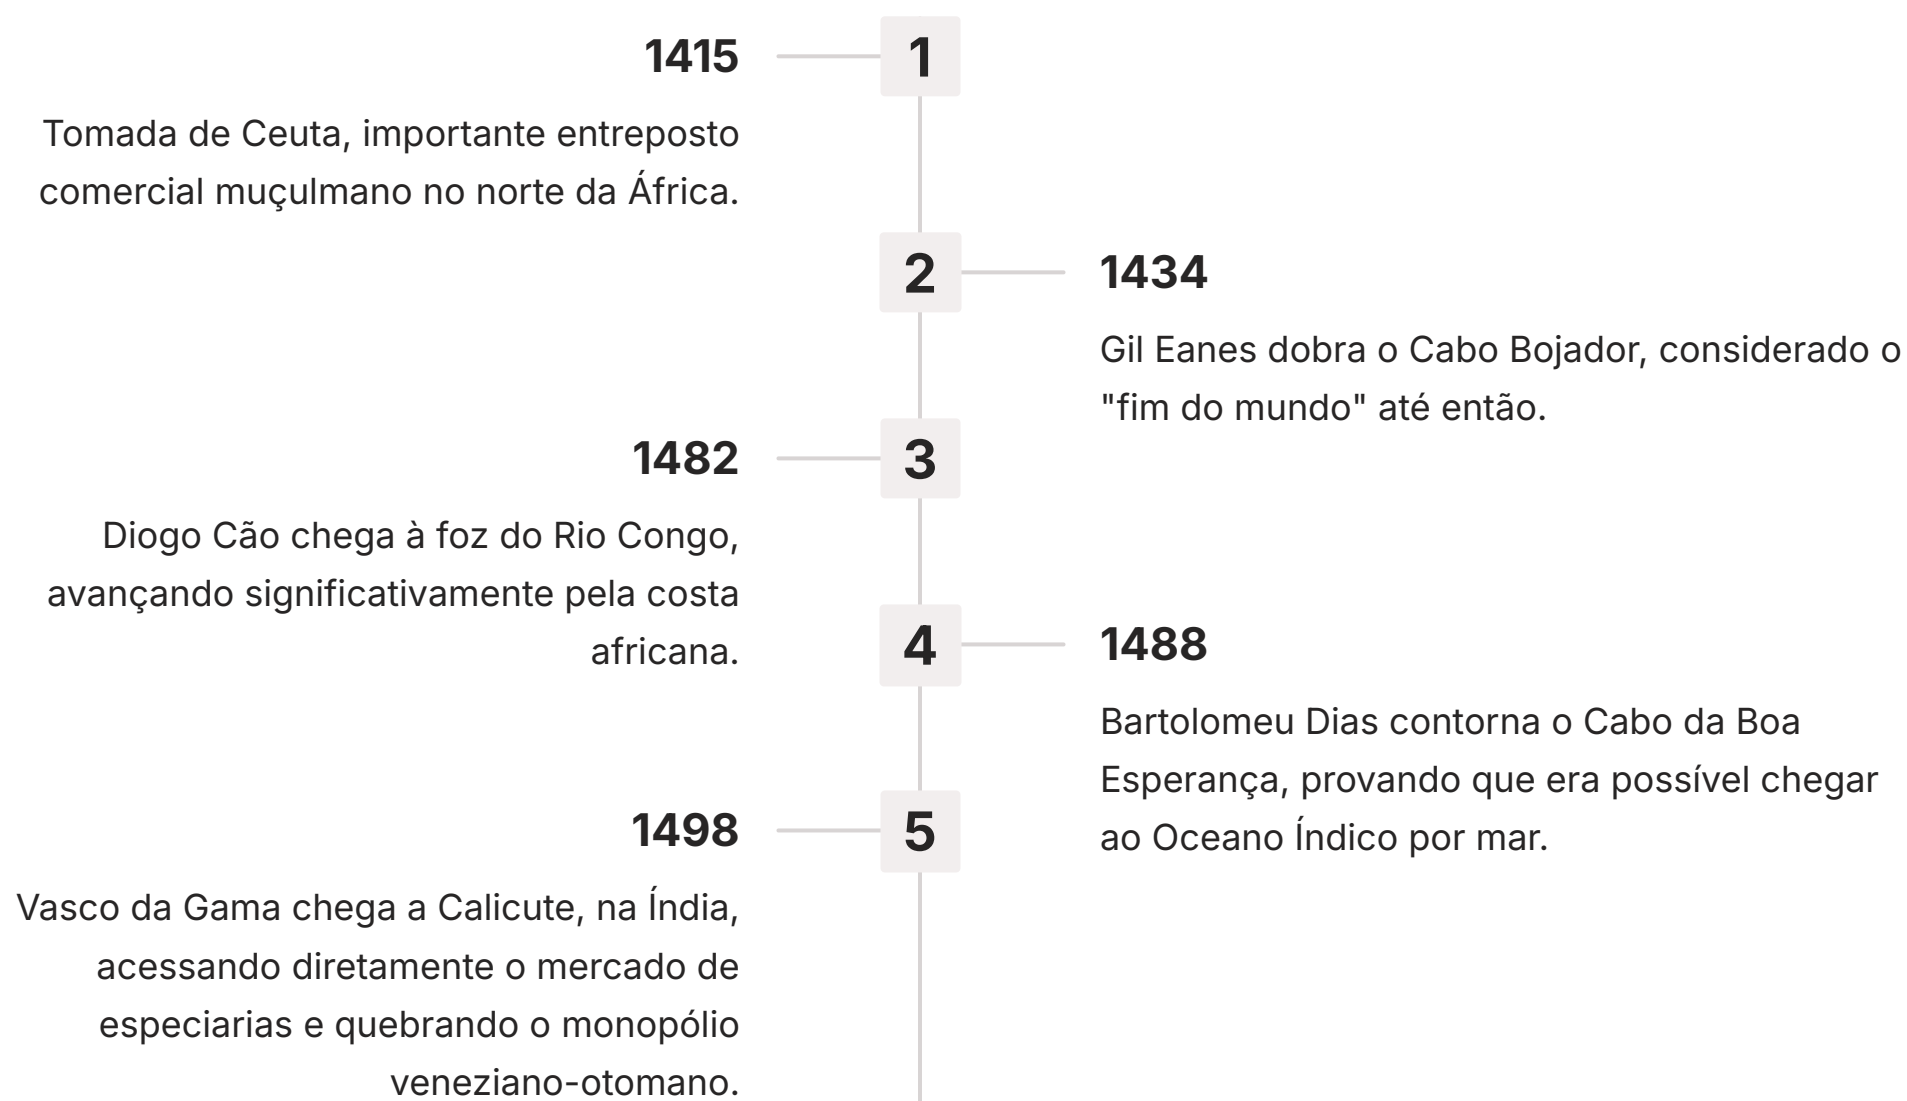 1415
1
Tomada de Ceuta, importante entreposto
comercial muçulmano no norte da África.
2
1434
Gil Eanes dobra o Cabo Bojador, considerado o
"fim do mundo" até então.
1482
3
Diogo Cão chega à foz do Rio Congo,
avançando significativamente pela costa
africana.
4
1488
Bartolomeu Dias contorna o Cabo da Boa
Esperança, provando que era possível chegar
ao Oceano Índico por mar.
1498
5
Vasco da Gama chega a Calicute, na Índia,
acessando diretamente o mercado de
especiarias e quebrando o monopólio
veneziano-otomano.